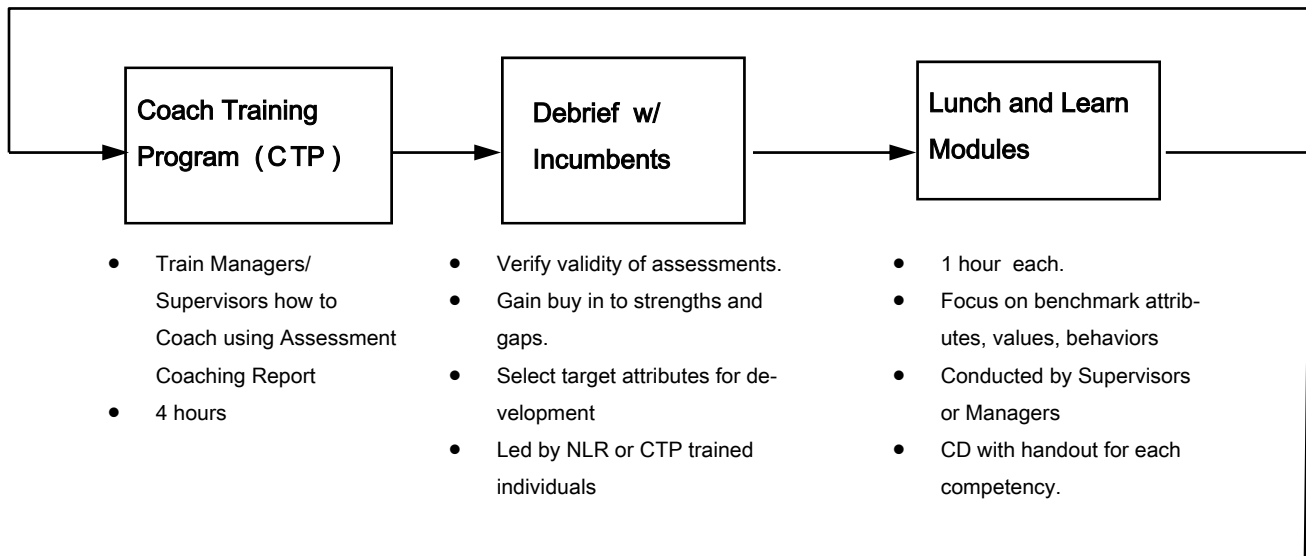 Coach Training
Program (CTP)
Debrief w/
Incumbents
Lunch and Learn
Modules
● Train Managers/
Supervisors how to
Coach using Assessment
Coaching Report
● 4 hours
● Verify validity of assessments.
● Gain buy in to strengths and
gaps.
● Select target attributes for de-
velopment
● Led by NLR or CTP trained
individuals
● 1 hour each.
● Focus on benchmark attrib-
utes, values, behaviors
● Conducted by Supervisors
or Managers
● CD with handout for each
competency.